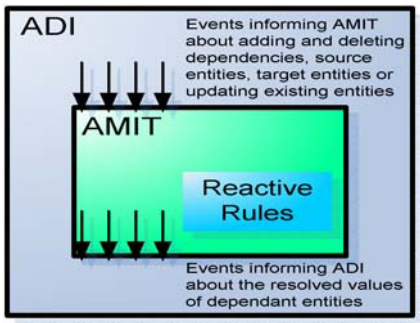 ADI
Events informing AMIT
about adding and deleting
dependencies, source
entities, target entities or
updating existing entities
AMIT
Reactive
Rules
Events informing ADI
about the resolved values
of dependant entities